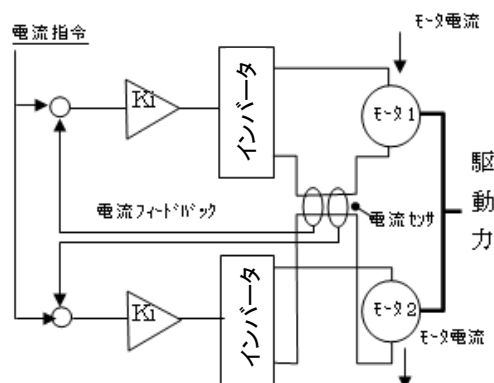 電流指令
モータ電流
Ki
インバータ
モータ1
電流フィードバック
電流センサ
駆動力
Ki
インバータ
モータ2
モータ電流